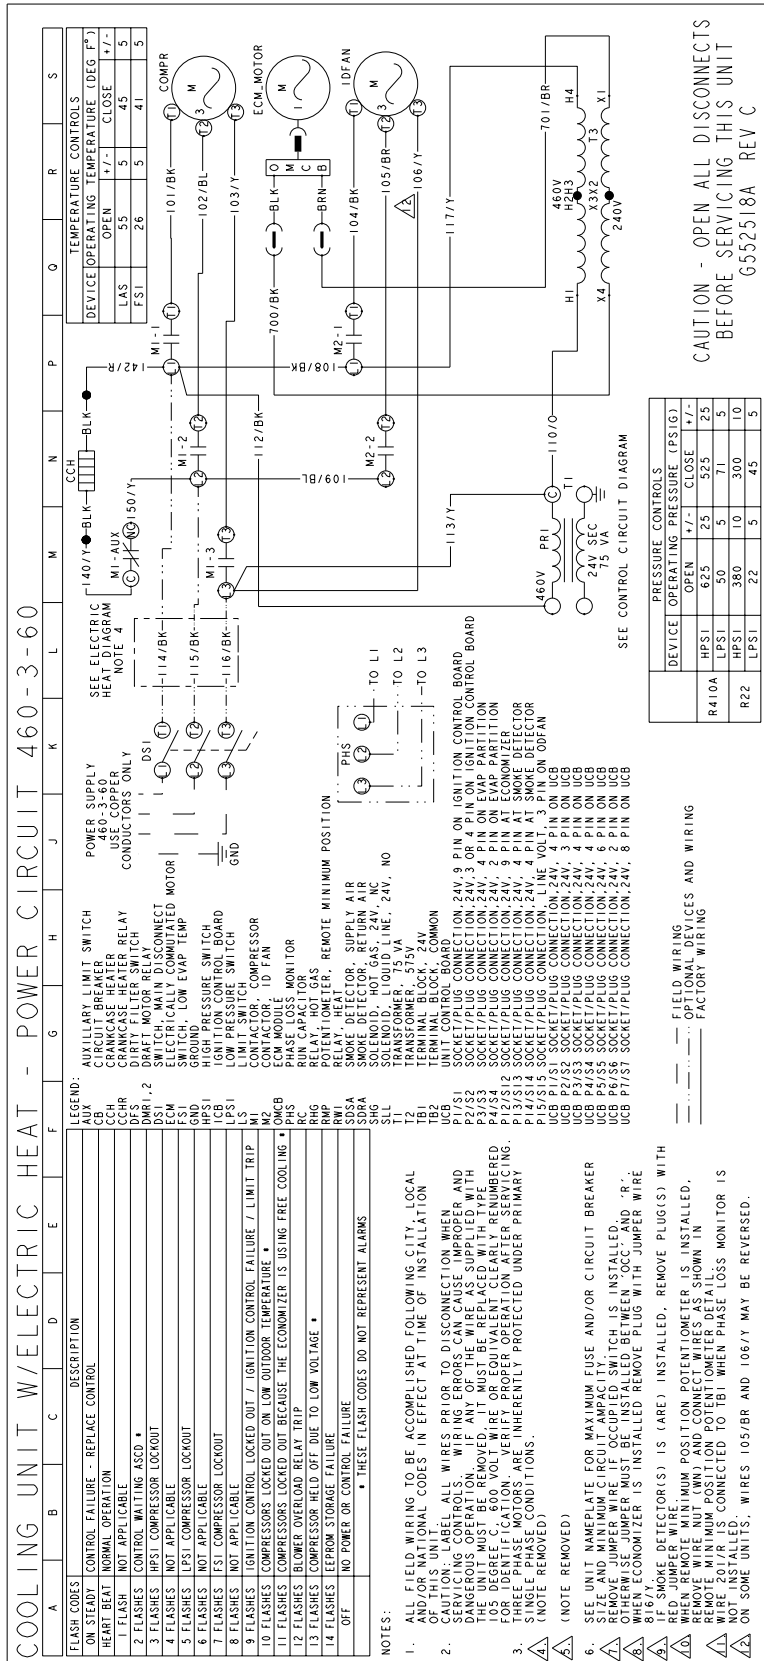 COOLING UNIT W/ELECTRIC HEAT - POWER CIRCUIT 460-3-60
A B C D E F G H J K L M N P Q R S
FLASH CODES DESCRIPTION
ON STEADY CONTROL FAILURE - REPLACE CONTROL
HEART BEAT NORMAL OPERATION
1 FLASH NOT APPLICABLE
2 FLASHES CONTROL WAITING ASCD *
3 FLASHES HPS1 COMPRESSOR LOCKOUT
4 FLASHES NOT APPLICABLE
5 FLASHES LPS1 COMPRESSOR LOCKOUT
6 FLASHES NOT APPLICABLE
7 FLASHES FS1 COMPRESSOR LOCKOUT
8 FLASHES NOT APPLICABLE
9 FLASHES IGNITION CONTROL LOCKED OUT / IGNITION CONTROL FAILURE / LIMIT TRIP
10 FLASHES COMPRESSORS LOCKED OUT ON LOW OUTDOOR TEMPERATURE *
11 FLASHES COMPRESSORS LOCKED OUT BECAUSE THE ECONOMIZER IS USING FREE COOLING *
12 FLASHES BLOWER OVERLOAD RELAY TRIP
13 FLASHES COMPRESSOR HELD OFF DUE TO LOW VOLTAGE *
14 FLASHES EEPROM STORAGE FAILURE
OFF NO POWER OR CONTROL FAILURE
* THESE FLASH CODES DO NOT REPRESENT ALARMS
NOTES:
1. ALL FIELD WIRING TO BE ACCOMPLISHED FOLLOWING CITY, LOCAL
AND/OR NATIONAL CODES IN EFFECT AT TIME OF INSTALLATION
OF THIS UNIT.
2. CAUTION: LABEL ALL WIRES PRIOR TO DISCONNECTION WHEN
SERVICING CONTROLS. WIRING ERRORS CAN CAUSE IMPROPER AND
DANGEROUS OPERATION. IF ANY OF THE WIRE AS SUPPLIED WITH
THE UNIT MUST BE REMOVED, IT MUST BE REPLACED WITH TYPE
105 DEGREE C, 600 VOLT WIRE OR EQUIVALENT CLEARLY RENUMBERED
FOR IDENTIFICATION. VERIFY PROPER OPERATION AFTER SERVICING.
3. THREE PHASE MOTORS ARE INHERENTLY PROTECTED UNDER PRIMARY
SINGLE PHASE CONDITIONS.
4. (NOTE REMOVED)
5. (NOTE REMOVED)
6. SEE UNIT NAMEPLATE FOR MAXIMUM FUSE AND/OR CIRCUIT BREAKER
SIZE AND MINIMUM CIRCUIT AMPACITY.
7. REMOVE JUMPER WIRE IF OCCUPIED SWITCH IS INSTALLED,
OTHERWISE JUMPER MUST BE INSTALLED BETWEEN 'OCC' AND 'R'.
8. WHEN ECONOMIZER IS INSTALLED REMOVE PLUG WITH JUMPER WIRE
816/Y.
9. IF SMOKE DETECTOR(S) IS (ARE) INSTALLED, REMOVE PLUG(S) WITH
RED JUMPER WIRE.
10. WHEN REMOTE MINIMUM POSITION POTENTIOMETER IS INSTALLED,
REMOVE WIRE NUT (WN) AND CONNECT WIRES AS SHOWN IN
REMOTE MINIMUM POSITION POTENTIOMETER DETAIL.
11. WIRE 201/R IS CONNECTED TO TB1 WHEN PHASE LOSS MONITOR IS
NOT INSTALLED.
12. ON SOME UNITS, WIRES 105/BR AND 106/Y MAY BE REVERSED.
LEGEND:
AUX AUXILLARY LIMIT SWITCH
CB CIRCUIT BREAKER
CCH CRANKCASE HEATER
CCHR CRANKCASE HEATER RELAY
DFS DIRTY FILTER SWITCH
DMR1,2 DRAFT MOTOR RELAY
DS1 SWITCH, MAIN DISCONNECT
ECM ELECTRICALLY COMMUTATED MOTOR
FS1 SWITCH, LOW EVAP TEMP
GND GROUND
HPS1 HIGH PRESSURE SWITCH
ICB IGNITION CONTROL BOARD
LPS1 LOW PRESSURE SWITCH
LS LIMIT SWITCH
M1 CONTACTOR, COMPRESSOR
M2 CONTACTOR, ID FAN
OMCB ECM MODULE
PHS PHASE LOSS MONITOR
RC RUN CAPACITOR
RHG RELAY, HOT GAS
RMP POTENTIOMETER, REMOTE MINIMUM POSITION
RW1 RELAY, HEAT
SDSA SMOKE DETECTOR, SUPPLY AIR
SDRA SMOKE DETECTOR, RETURN AIR
SHG SOLENOID, HOT GAS, 24V, NC
SLL SOLENOID, LIQUID LINE, 24V, NO
T1 TRANSFORMER, 75 VA
T2 TRANSFORMER, 575V
TB1 TERMINAL BLOCK, 24V
TB2 TERMINAL BLOCK, COMMON
UCB UNIT CONTROL BOARD
P1/S1 SOCKET/PLUG CONNECTION,24V,9 PIN ON IGNITION CONTROL BOARD
P2/S2 SOCKET/PLUG CONNECTION,24V,3 OR 4 PIN ON IGNITION CONTROL BOARD
P3/S3 SOCKET/PLUG CONNECTION,24V, 4 PIN ON EVAP PARTITION
P4/S4 SOCKET/PLUG CONNECTION,24V, 2 PIN ON EVAP PARTITION
P12/S12 SOCKET/PLUG CONNECTION,24V, 9 PIN AT ECONOMIZER
P13/S13 SOCKET/PLUG CONNECTION,24V, 4 PIN AT SMOKE DETECTOR
P14/S14 SOCKET/PLUG CONNECTION,24V, 4 PIN AT SMOKE DETECTOR
P15/S15 SOCKET/PLUG CONNECTION, LINE VOLT, 3 PIN ON ODFAN
UCB P1/S1 SOCKET/PLUG CONNECTION,24V, 4 PIN ON UCB
UCB P2/S2 SOCKET/PLUG CONNECTION,24V, 3 PIN ON UCB
UCB P3/S3 SOCKET/PLUG CONNECTION,24V, 4 PIN ON UCB
UCB P4/S4 SOCKET/PLUG CONNECTION,24V, 4 PIN ON UCB
UCB P5/S5 SOCKET/PLUG CONNECTION,24V, 6 PIN ON UCB
UCB P6/S6 SOCKET/PLUG CONNECTION,24V, 2 PIN ON UCB
UCB P7/S7 SOCKET/PLUG CONNECTION,24V, 8 PIN ON UCB
FIELD WIRING
OPTIONAL DEVICES AND WIRING
FACTORY WIRING
POWER SUPPLY
460-3-60
USE COPPER
CONDUCTORS ONLY
GND
DS1
L1 T1
L2 T2
L3 T3
SEE ELECTRIC
HEAT DIAGRAM
NOTE 4
114/BK
115/BK
116/BK
PHS
L3 L2 L1
TO L1
TO L2
TO L3
CCH
140/Y BLK BLK
M1-AUX
C NC 150/Y
142/R
M1-1
L1 T1
M1-2
L2 T2
M1-3
L3 T3
112/BK
109/BL
108/BK
M2-1
L1 T1
M2-2
L2 T2
113/Y
110/O
117/Y
700/BK
701/BR
101/BK
102/BL
103/Y
104/BK
105/BR
106/Y
12
COMPR
T1 T2 T3
M
3
ECM_MOTOR
M
1
BLK O
M
C
BRN B
IDFAN
T1 T2 T3
M
3
460V PRI C
T1
24V SEC
75 VA
SEE CONTROL CIRCUIT DIAGRAM
460V
H1 H2H3 H4
X4 X3X2 T3 X1
240V
TEMPERATURE CONTROLS
DEVICE OPERATING TEMPERATURE (DEG F°)
OPEN +/- CLOSE +/-
LAS 55 5 45 5
FS1 26 5 41 5
PRESSURE CONTROLS
DEVICE OPERATING PRESSURE (PSIG)
OPEN +/- CLOSE +/-
R410A HPS1 625 25 525 25
LPS1 50 5 71 5
R22 HPS1 380 10 300 10
LPS1 22 5 45 5
CAUTION - OPEN ALL DISCONNECTS
BEFORE SERVICING THIS UNIT
G552518A REV C